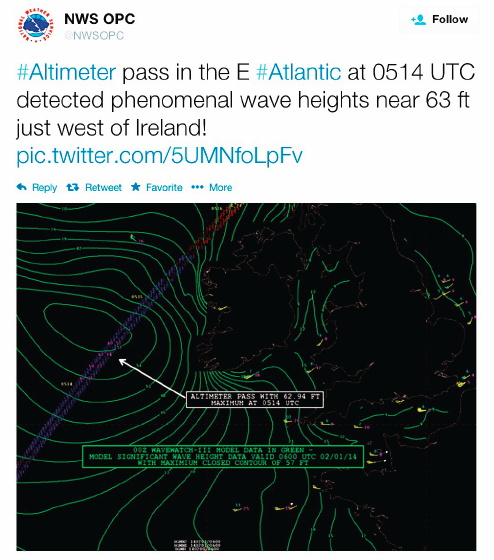 NWS OPC
@NWSOPC
Follow
#Altimeter pass in the E #Atlantic at 0514 UTC
detected phenomenal wave heights near 63 ft
just west of Ireland!
pic.twitter.com/5UMNfoLpFv
Reply Retweet Favorite More
0516
0515
0514
ALTIMETER PASS WITH 62.94 FT
MAXIMUM AT 0514 UTC
00Z WAVEWATCH-III MODEL DATA IN GREEN -
MODEL SIGNIFICANT WAVE HEIGHT DATA VALID 0600 UTC 02/01/14
WITH MAXIMIUM CLOSED CONTOUR OF 57 FT